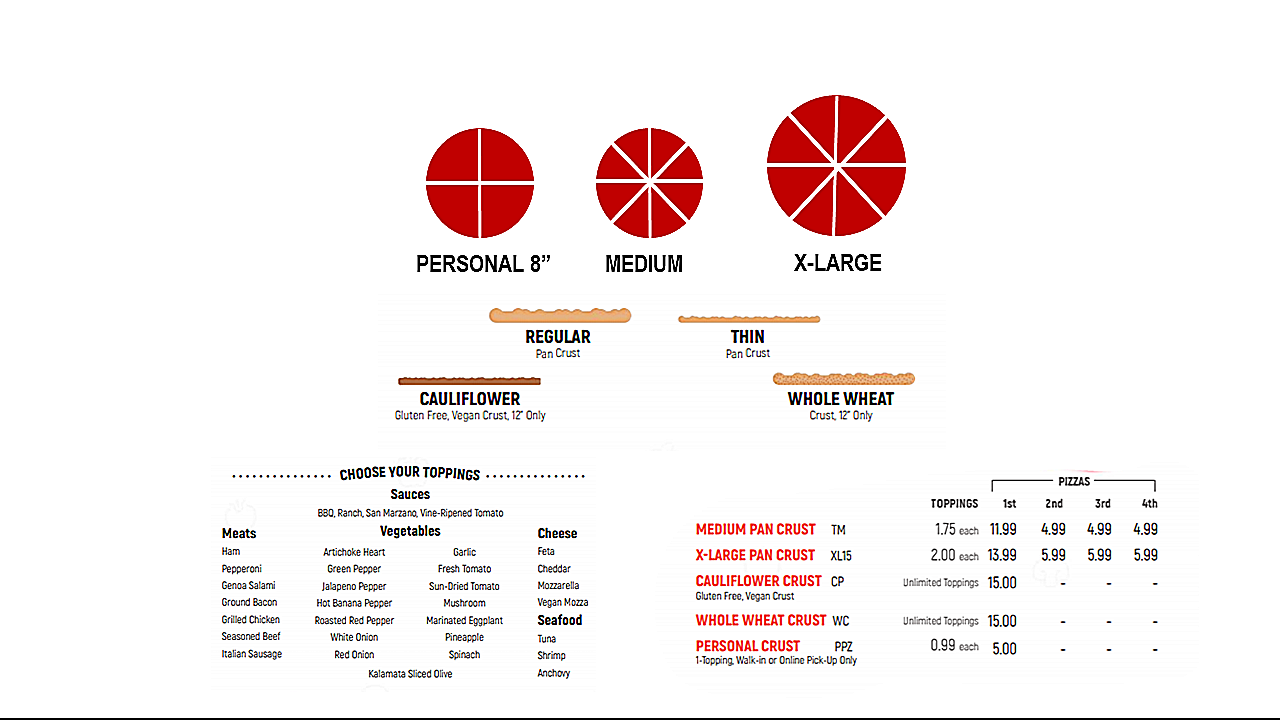 PERSONAL 8” MEDIUM X-LARGE
REGULAR
Pan Crust
THIN
Pan Crust
CAULIFLOWER
Gluten Free, Vegan Crust, 12" Only
WHOLE WHEAT
Crust, 12" Only
CHOOSE YOUR TOPPINGS
Sauces
BBQ, Ranch, San Marzano, Vine-Ripened Tomato
Meats
Ham
Pepperoni
Genoa Salami
Ground Bacon
Grilled Chicken
Seasoned Beef
Italian Sausage
Vegetables
Artichoke Heart Garlic
Green Pepper Fresh Tomato
Jalapeno Pepper Sun-Dried Tomato
Hot Banana Pepper Mushroom
Roasted Red Pepper Marinated Eggplant
White Onion Pineapple
Red Onion Spinach
Kalamata Sliced Olive
Cheese
Feta
Cheddar
Mozzarella
Vegan Mozza
Seafood
Tuna
Shrimp
Anchovy
PIZZAS
TOPPINGS 1st 2nd 3rd 4th
MEDIUM PAN CRUST TM 1.75 each 11.99 4.99 4.99 4.99
X-LARGE PAN CRUST XL15 2.00 each 13.99 5.99 5.99 5.99
CAULIFLOWER CRUST CP Unlimited Toppings 15.00 - - -
Gluten Free, Vegan Crust
WHOLE WHEAT CRUST WC Unlimited Toppings 15.00 - - -
PERSONAL CRUST PPZ 0.99 each 5.00 - - -
1-Topping, Walk-in or Online Pick-Up Only